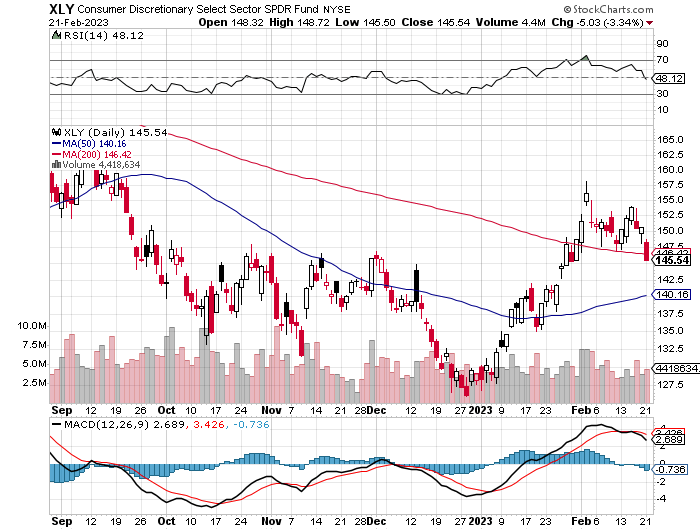 XLY Consumer Discretionary Select Sector SPDR Fund NYSE © StockCharts.com
21-Feb-2023 Open 148.32 High 148.72 Low 145.50 Close 145.54 Volume 4.4M Chg -5.03 (-3.34%)
RSI(14) 48.12
90
70
48.12
30
10
XLY (Daily) 145.54
MA(50) 140.16
MA(200) 146.42
Volume 4,418,634
165.0
162.5
160.0
157.5
155.0
152.5
150.0
147.5
145.54
142.5
140.16
137.5
135.0
132.5
4418634
127.5
10.0M
7.5M
5.0M
2.5M
Sep 12 19 26 Oct 10 17 24 Nov 7 14 21 28 Dec 12 19 27 2023 9 17 23 Feb 6 13 21
MACD(12,26,9) 2.689, 3.426, -0.736
3.426
2.689
-0.736
-2
-4
4
2
0
-2
-4
Sep 12 19 26 Oct 10 17 24 Nov 7 14 21 28 Dec 12 19 27 2023 9 17 23 Feb 6 13 21